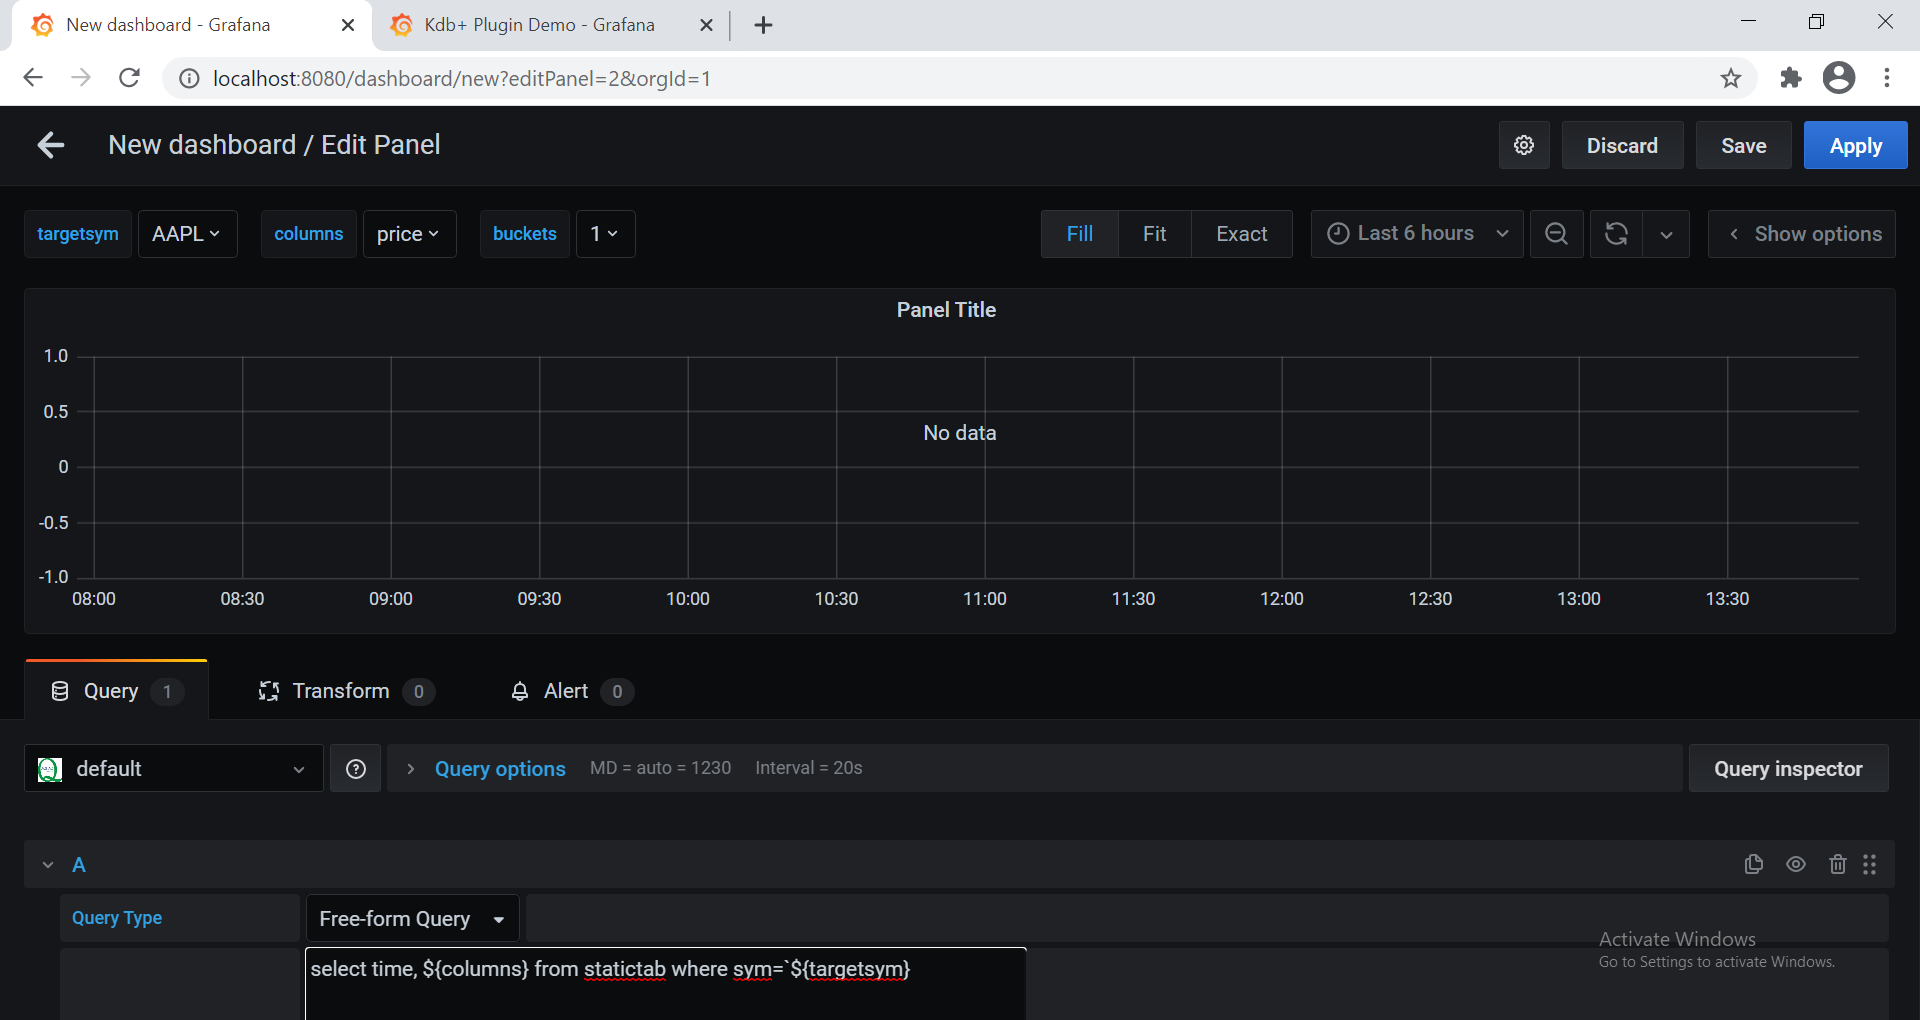 New dashboard - Grafana
Kdb+ Plugin Demo - Grafana
localhost:8080/dashboard/new?editPanel=2&orgId=1
New dashboard / Edit Panel
Discard
Save
Apply
targetsym
AAPL
columns
price
buckets
1
Fill
Fit
Exact
Last 6 hours
Show options
Panel Title
1.0
0.5
No data
0
-0.5
-1.0
08:00 08:30 09:00 09:30 10:00 10:30 11:00 11:30 12:00 12:30 13:00 13:30
Query 1
Transform 0
Alert 0
default
Query options
MD = auto = 1230
Interval = 20s
Query inspector
A
Query Type
Free-form Query
Activate Windows
Go to Settings to activate Windows.
select time, ${columns} from statictab where sym=`${targetsym}